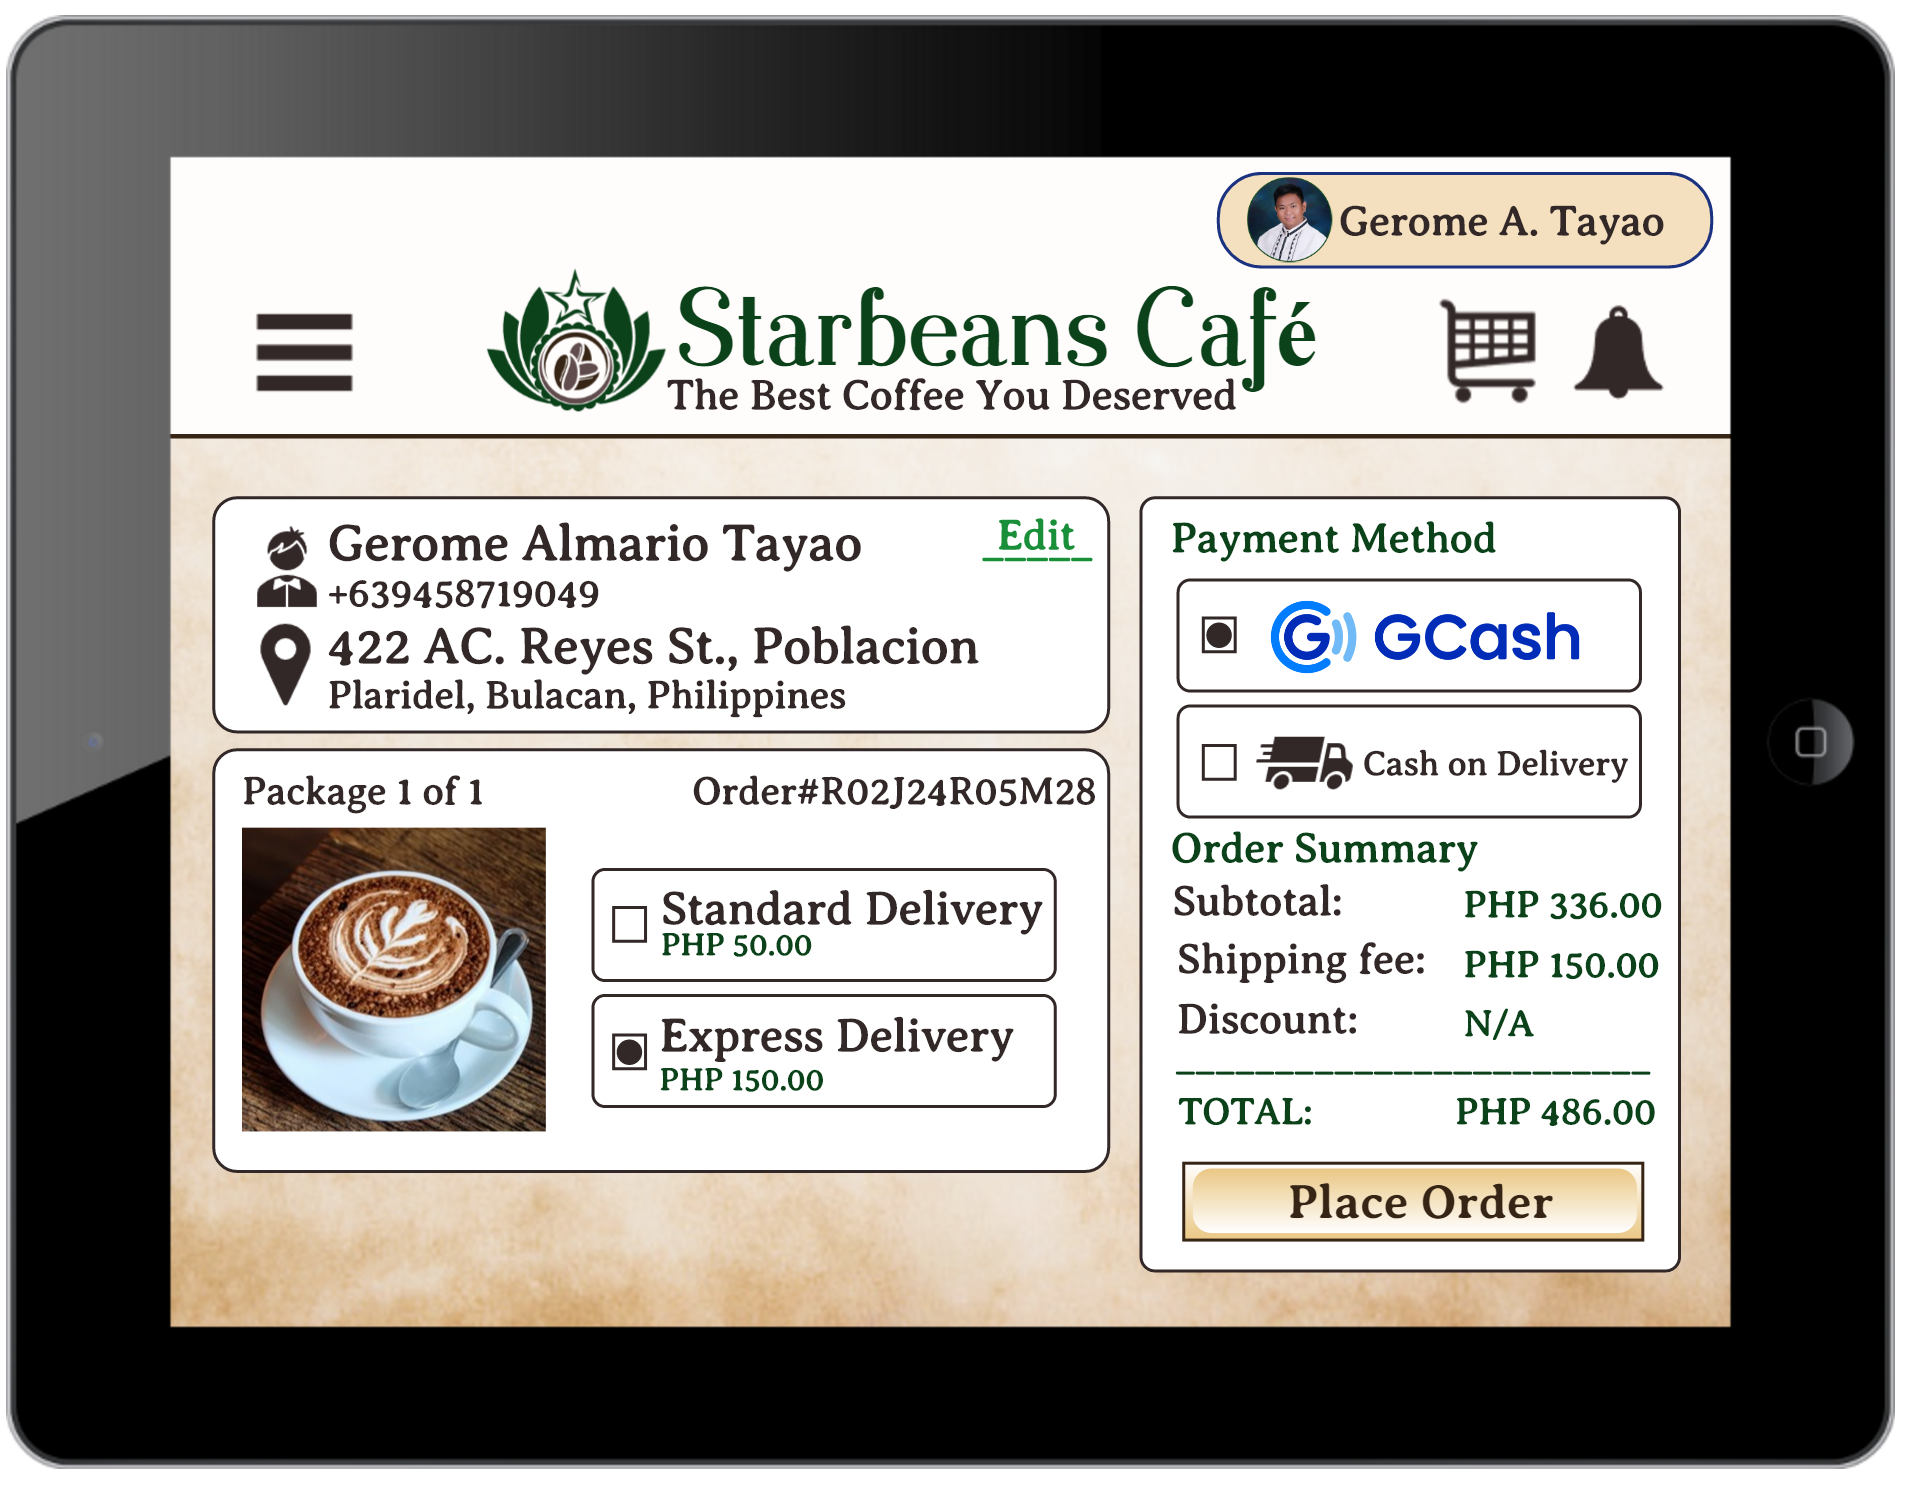 Gerome A. Tayao
Starbeans Café
The Best Coffee You Deserved
Gerome Almario Tayao
Edit
+639458719049
422 AC. Reyes St., Poblacion
Plaridel, Bulacan, Philippines
Package 1 of 1
Order#R02J24R05M28
Standard Delivery
PHP 50.00
Express Delivery
PHP 150.00
Payment Method
GCash
Cash on Delivery
Order Summary
Subtotal: PHP 336.00
Shipping fee: PHP 150.00
Discount: N/A
TOTAL: PHP 486.00
Place Order